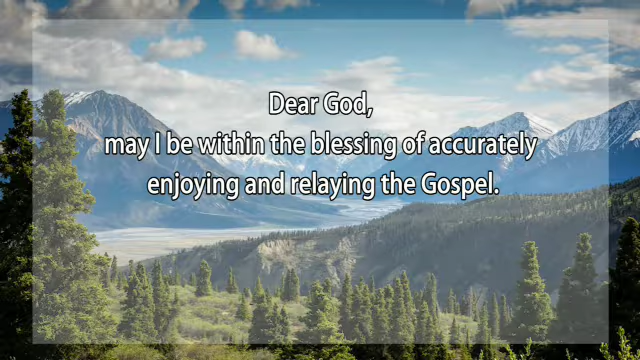 Dear God,
may I be within the blessing of accurately
enjoying and relaying the Gospel.